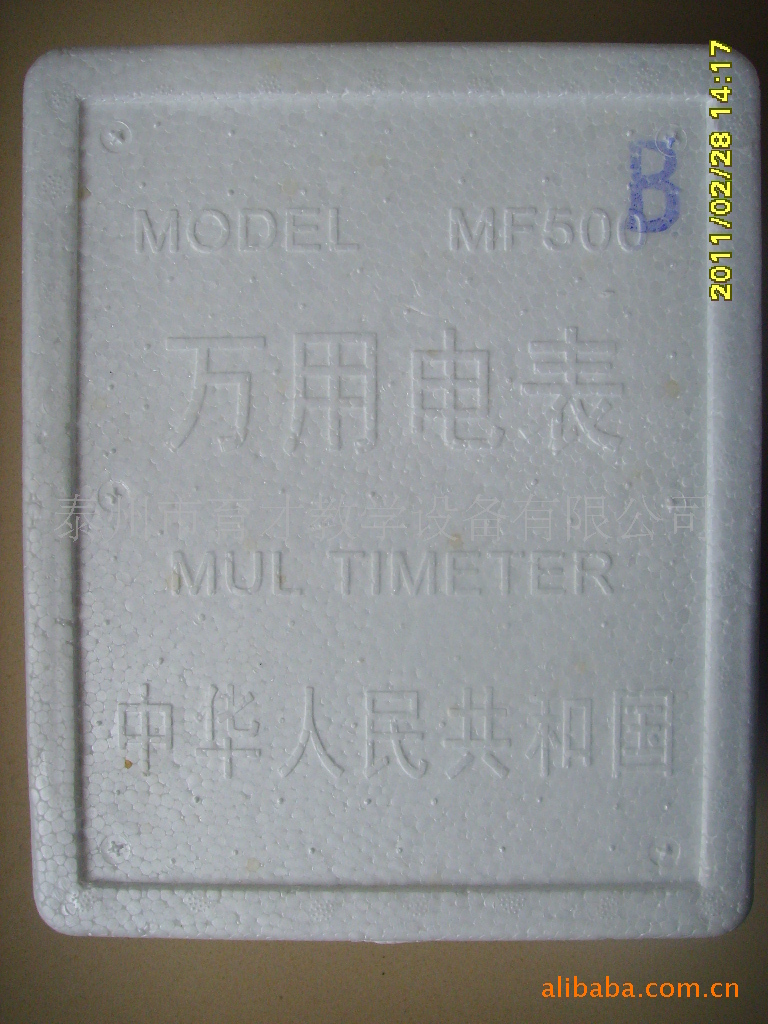 2011/02/28 14:17
B
MODEL MF500
万用电表
泰州市育才教学设备有限公司
MUL TIMETER
中华人民共和国
alibaba.com.cn